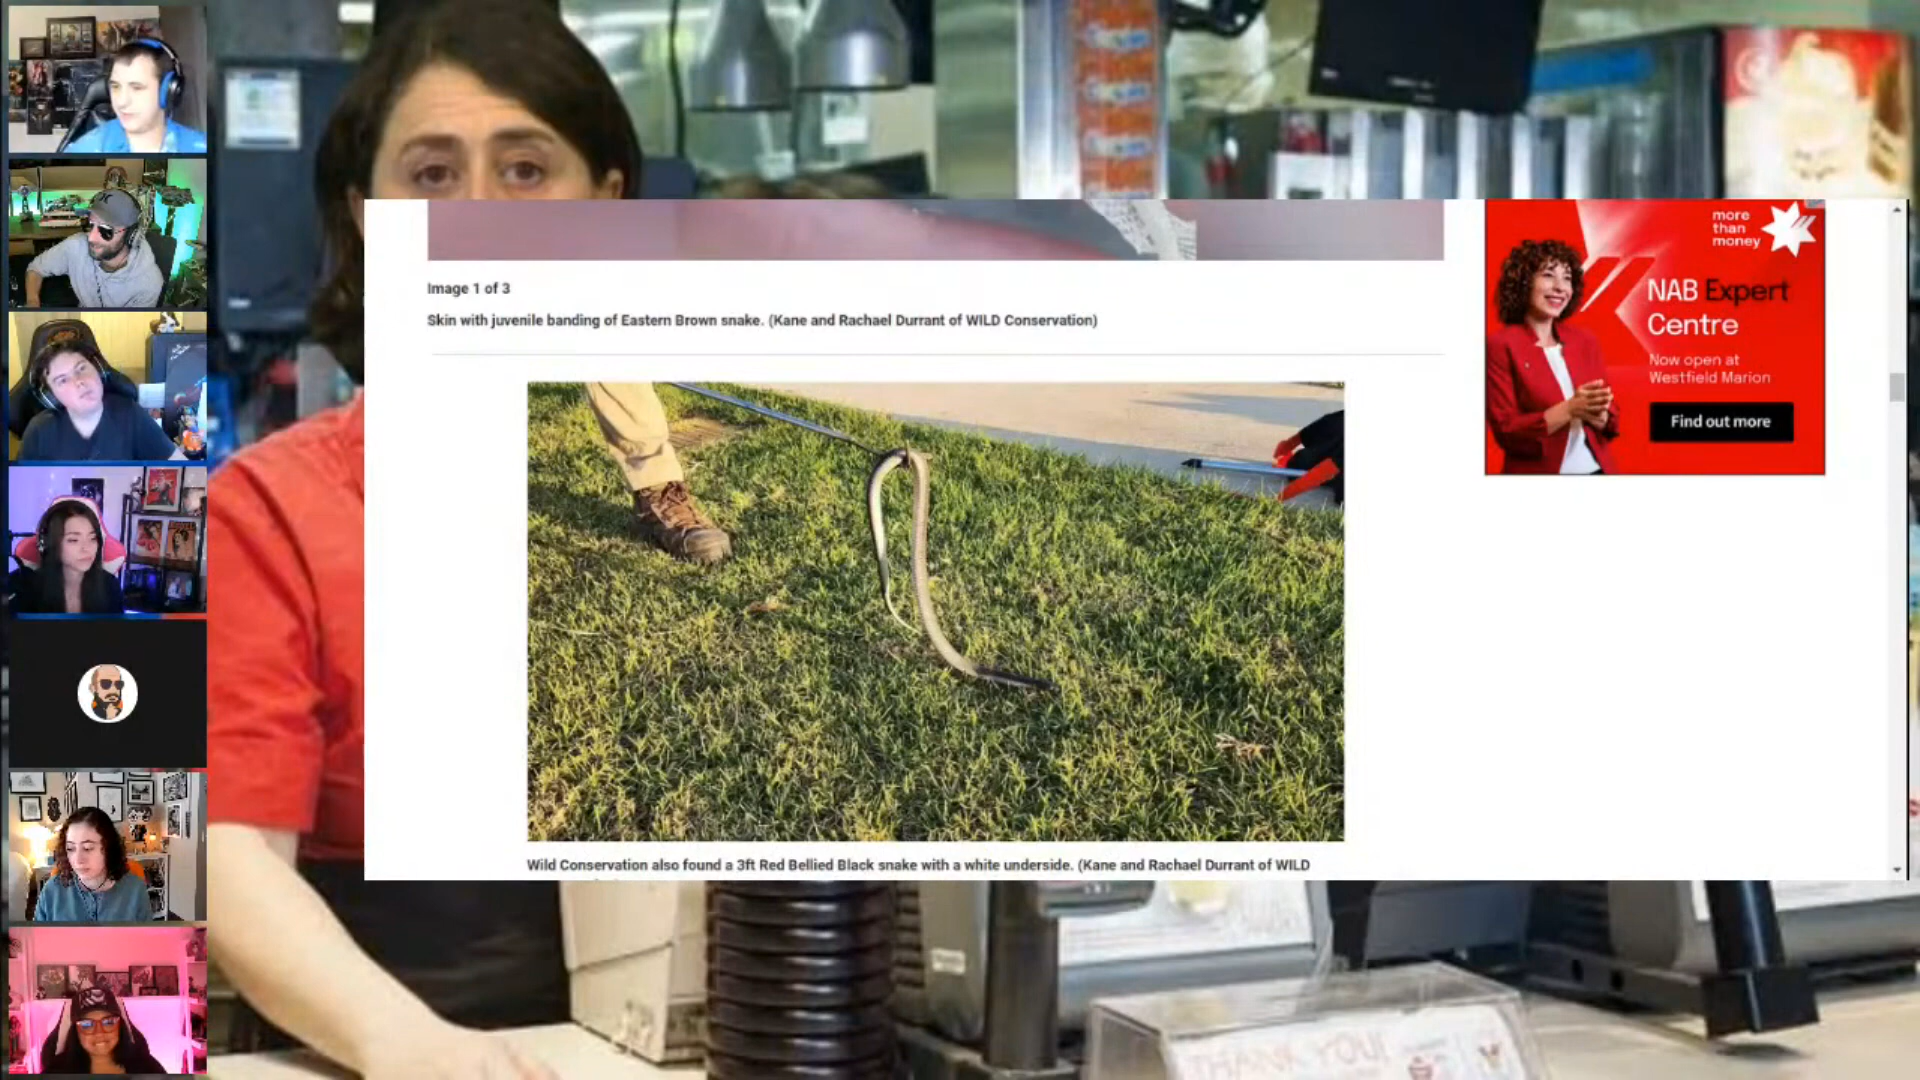 Image 1 of 3
Skin with juvenile banding of Eastern Brown snake. (Kane and Rachael Durrant of WILD Conservation)
Wild Conservation also found a 3ft Red Bellied Black snake with a white underside. (Kane and Rachael Durrant of WILD
more
than
money
NAB Expert
Centre
Now open at
Westfield Marion
Find out more
THANK YOU!